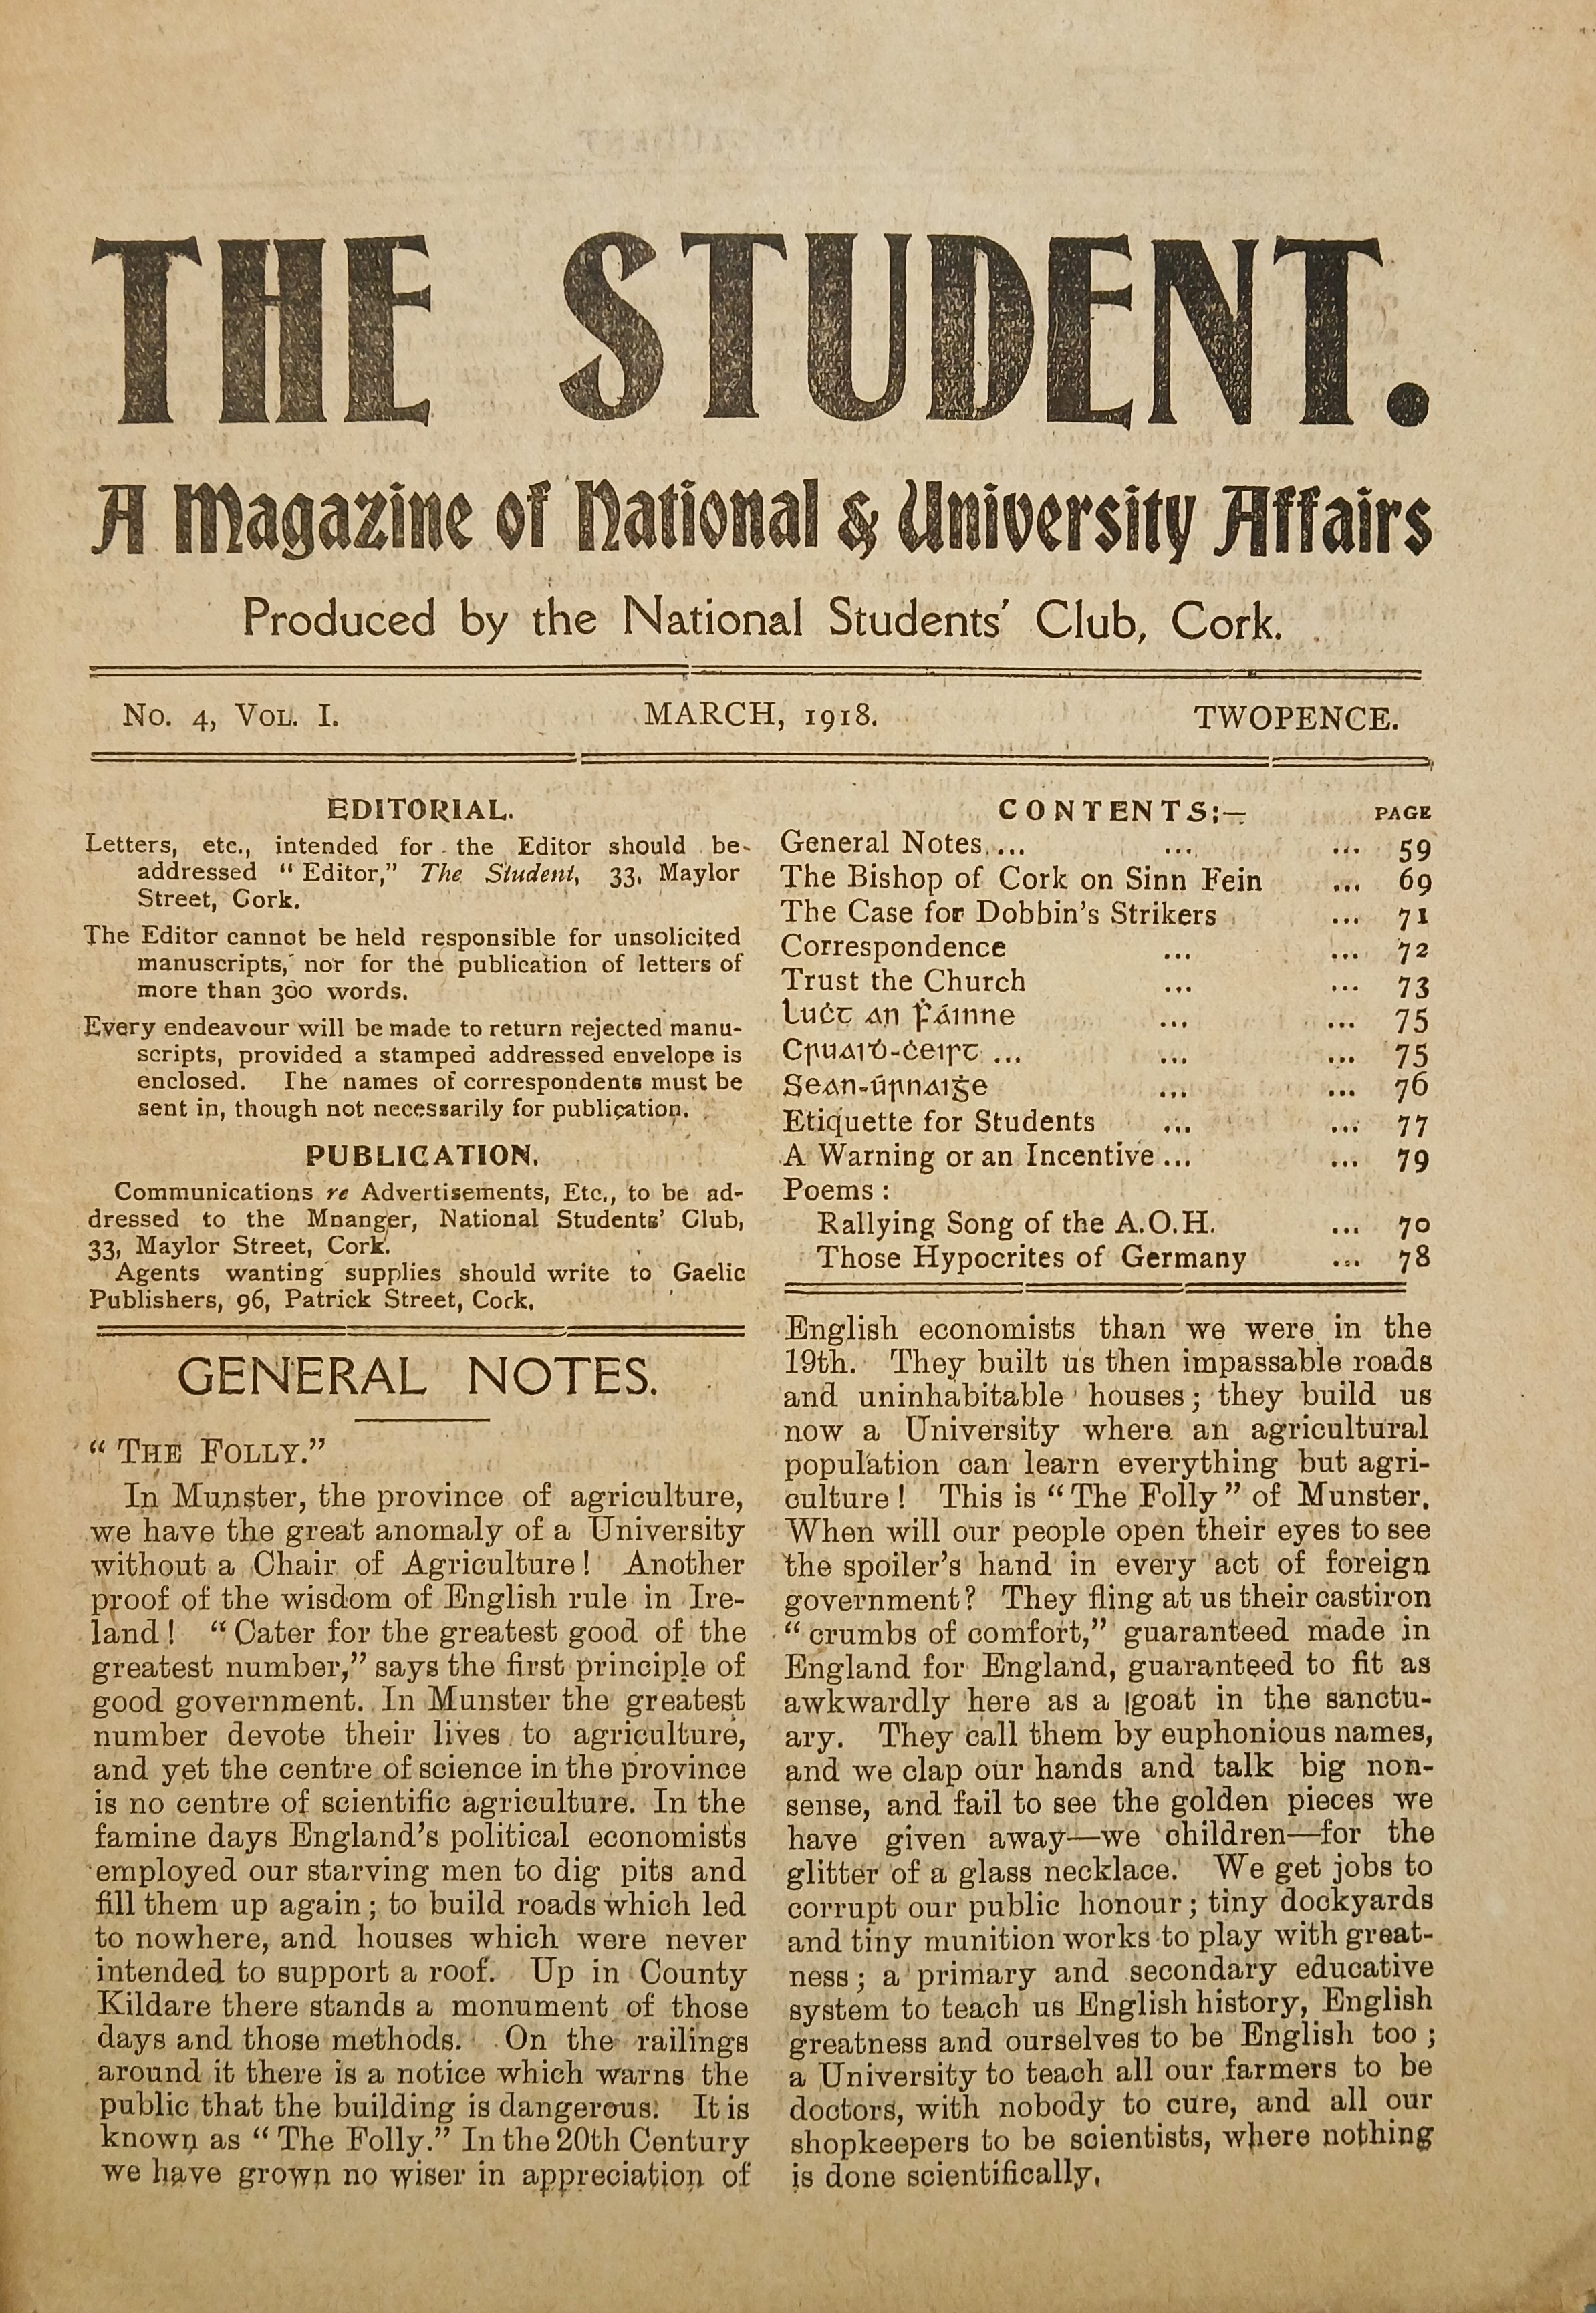 THE STUDENT.
A Magazine of National & University Affairs
Produced by the National Students' Club, Cork.
No. 4, Vol. I.
MARCH, 1918.
TWOPENCE.
EDITORIAL.
Letters, etc., intended for the Editor should be
addressed “Editor,” The Student, 33, Maylor
Street, Cork.
The Editor cannot be held responsible for unsolicited
manuscripts, nor for the publication of letters of
more than 300 words.
Every endeavour will be made to return rejected manu-
scripts, provided a stamped addressed envelope is
enclosed. The names of correspondents must be
sent in, though not necessarily for publication.
PUBLICATION.
Communications re Advertisements, Etc., to be ad-
dressed to the Mnanger, National Students' Club,
33, Maylor Street, Cork.
Agents wanting supplies should write to Gaelic
Publishers, 96, Patrick Street, Cork.
CONTENTS:— PAGE
General Notes ... ... ... 59
The Bishop of Cork on Sinn Fein ... 69
The Case for Dobbin's Strikers ... 71
Correspondence ... ... 72
Trust the Church ... ... 73
Luċt an Ḟáinne ... ... 75
Cruaiḋ-ċeist ... ... ... 75
Sean-úrnaiġe ... ... 76
Etiquette for Students ... ... 77
A Warning or an Incentive ... ... 79
Poems:
Rallying Song of the A.O.H. ... 70
Those Hypocrites of Germany ... 78
GENERAL NOTES.
“THE FOLLY.”
In Munster, the province of agriculture,
we have the great anomaly of a University
without a Chair of Agriculture! Another
proof of the wisdom of English rule in Ire-
land! “Cater for the greatest good of the
greatest number,” says the first principle of
good government. In Munster the greatest
number devote their lives to agriculture,
and yet the centre of science in the province
is no centre of scientific agriculture. In the
famine days England's political economists
employed our starving men to dig pits and
fill them up again; to build roads which led
to nowhere, and houses which were never
intended to support a roof. Up in County
Kildare there stands a monument of those
days and those methods. On the railings
around it there is a notice which warns the
public that the building is dangerous. It is
known as “The Folly.” In the 20th Century
we have grown no wiser in appreciation of
English economists than we were in the
19th. They built us then impassable roads
and uninhabitable houses; they build us
now a University where an agricultural
population can learn everything but agri-
culture! This is “The Folly” of Munster.
When will our people open their eyes to see
the spoiler's hand in every act of foreign
government? They fling at us their castiron
“crumbs of comfort,” guaranteed made in
England for England, guaranteed to fit as
awkwardly here as a goat in the sanctu-
ary. They call them by euphonious names,
and we clap our hands and talk big non-
sense, and fail to see the golden pieces we
have given away—we children—for the
glitter of a glass necklace. We get jobs to
corrupt our public honour; tiny dockyards
and tiny munition works to play with great-
ness; a primary and secondary educative
system to teach us English history, English
greatness and ourselves to be English too;
a University to teach all our farmers to be
doctors, with nobody to cure, and all our
shopkeepers to be scientists, where nothing
is done scientifically.